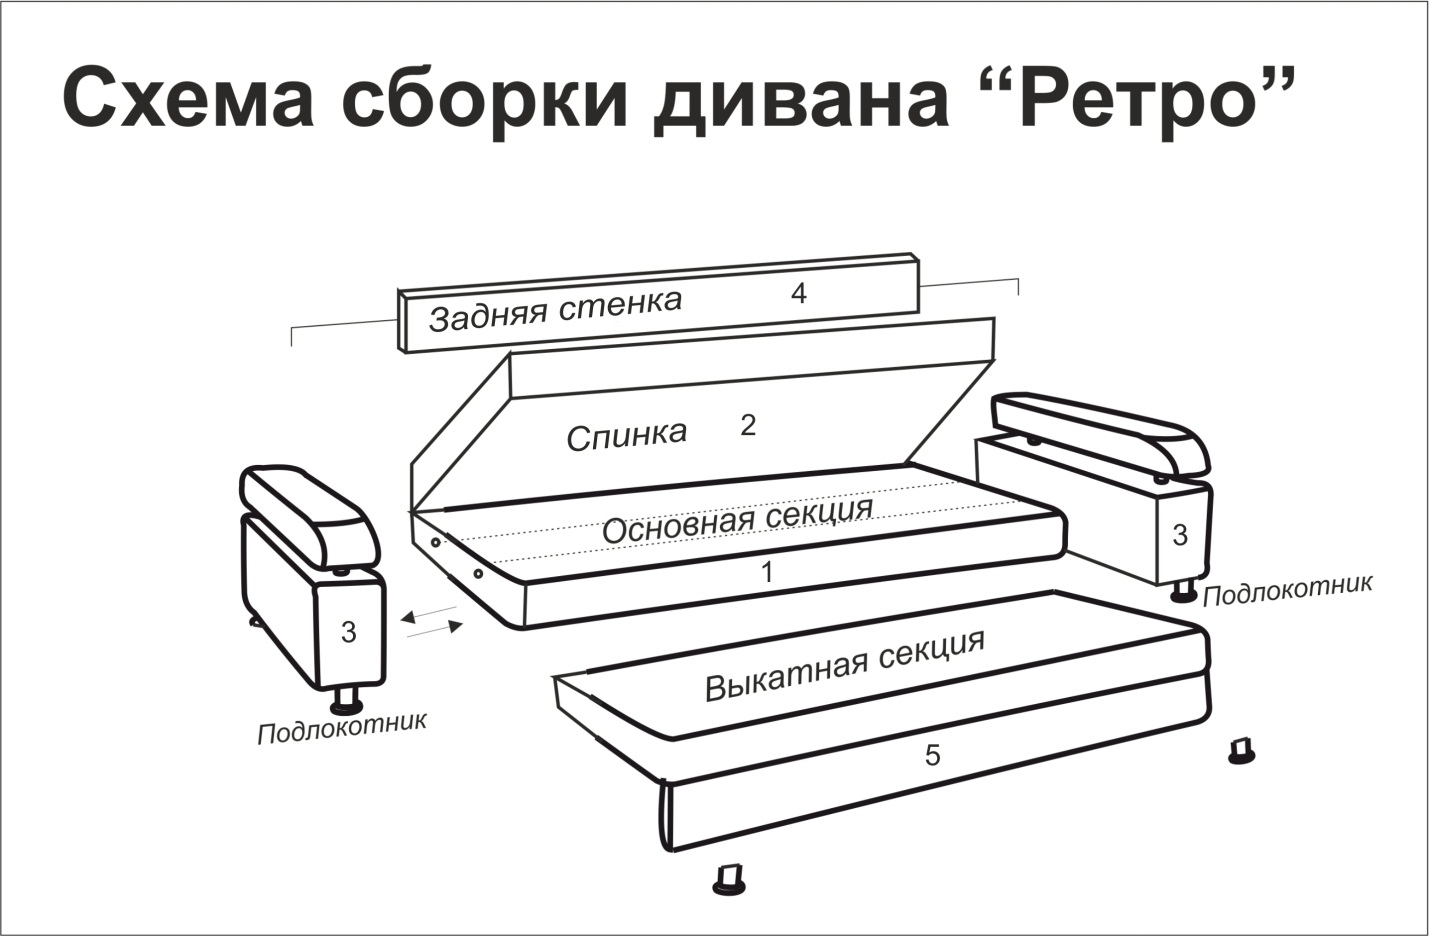 Схема сборки дивана “Ретро”
Задняя стенка 4
Спинка 2
Основная секция
1
3
Подлокотник
3
Подлокотник
Выкатная секция
5